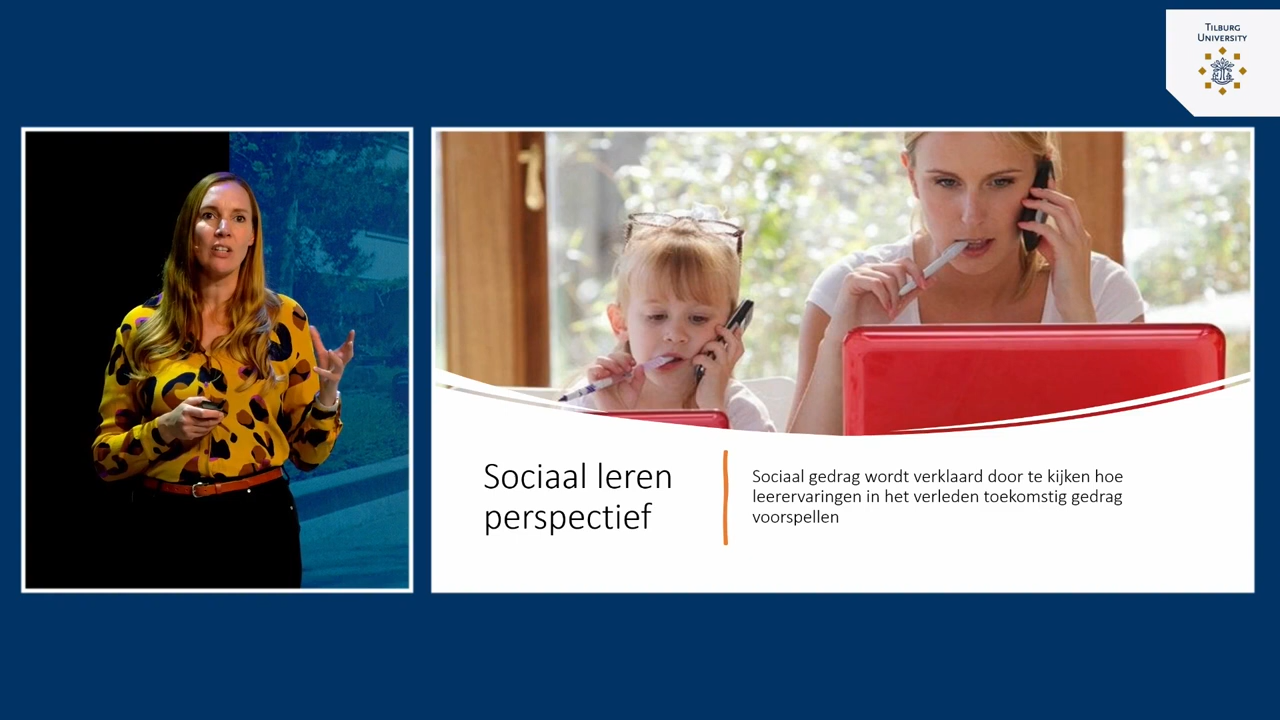 TILBURG
UNIVERSITY
Sociaal leren
perspectief
Sociaal gedrag wordt verklaard door te kijken hoe
leerervaringen in het verleden toekomstig gedrag
voorspellen